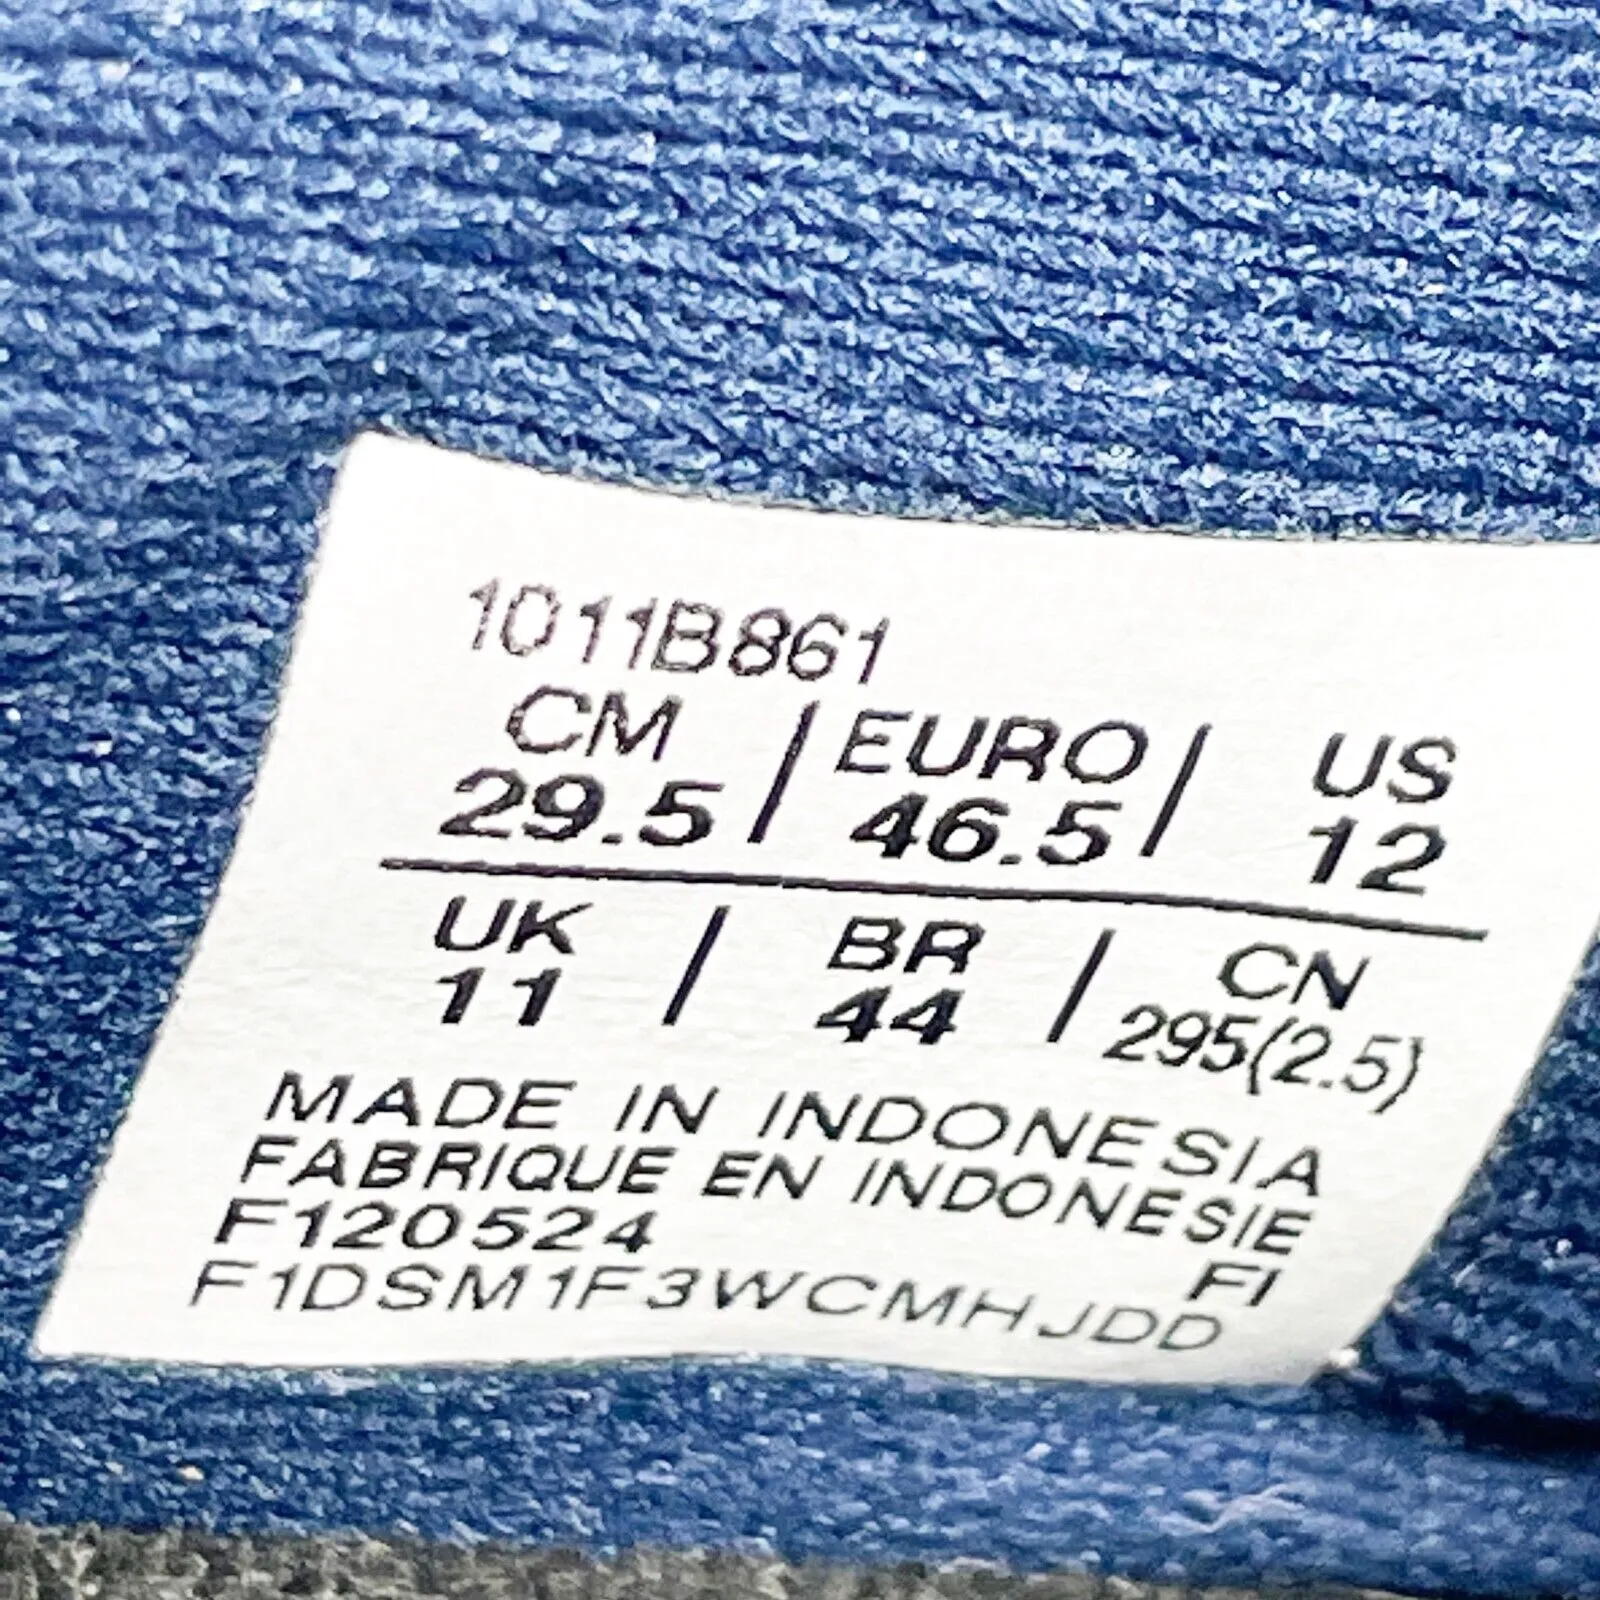 1011B861
CM | EURO | US
29.5 | 46.5 | 12
UK | BR | CN
11 | 44 | 295(2.5)
MADE IN INDONESIA
FABRIQUE EN INDONESIE
F120524 FI
F1DSM1F3WCMHJDD